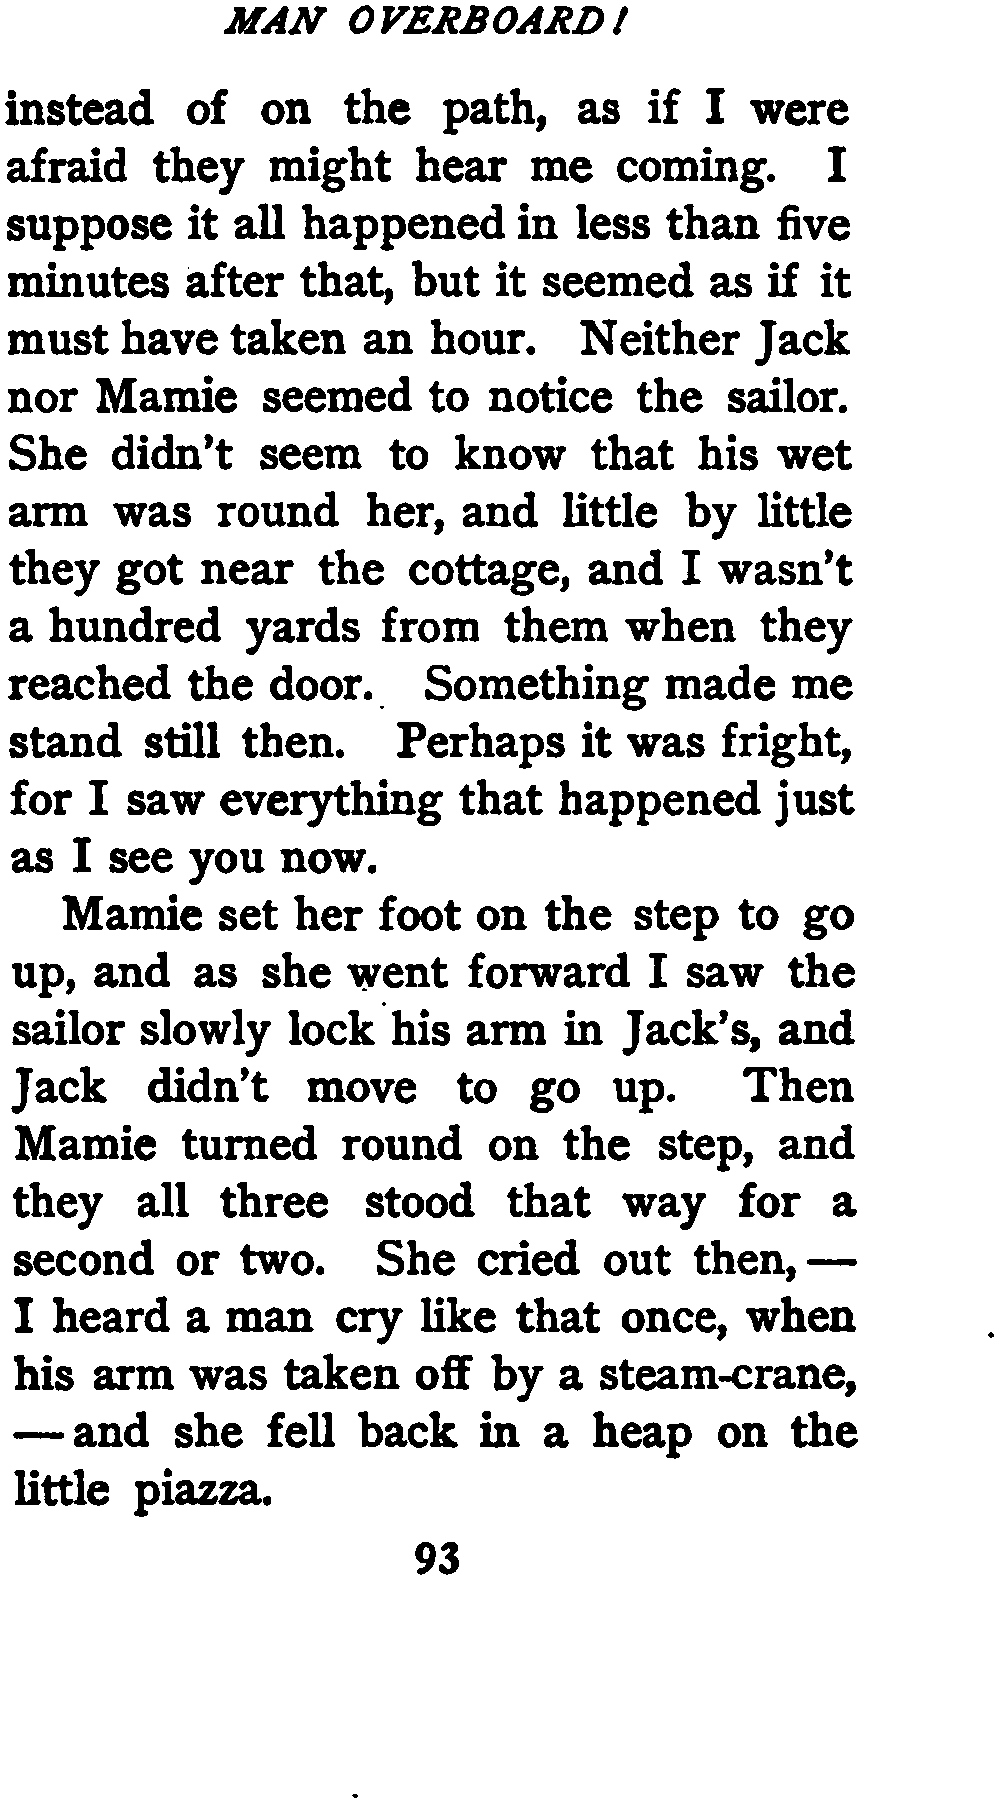 MAN OVERBOARD!
instead of on the path, as if I were
afraid they might hear me coming. I
suppose it all happened in less than five
minutes after that, but it seemed as if it
must have taken an hour. Neither Jack
nor Mamie seemed to notice the sailor.
She didn't seem to know that his wet
arm was round her, and little by little
they got near the cottage, and I wasn't
a hundred yards from them when they
reached the door. Something made me
stand still then. Perhaps it was fright,
for I saw everything that happened just
as I see you now.
Mamie set her foot on the step to go
up, and as she went forward I saw the
sailor slowly lock his arm in Jack's, and
Jack didn't move to go up. Then
Mamie turned round on the step, and
they all three stood that way for a
second or two. She cried out then, —
I heard a man cry like that once, when
his arm was taken off by a steam-crane,
— and she fell back in a heap on the
little piazza.
93